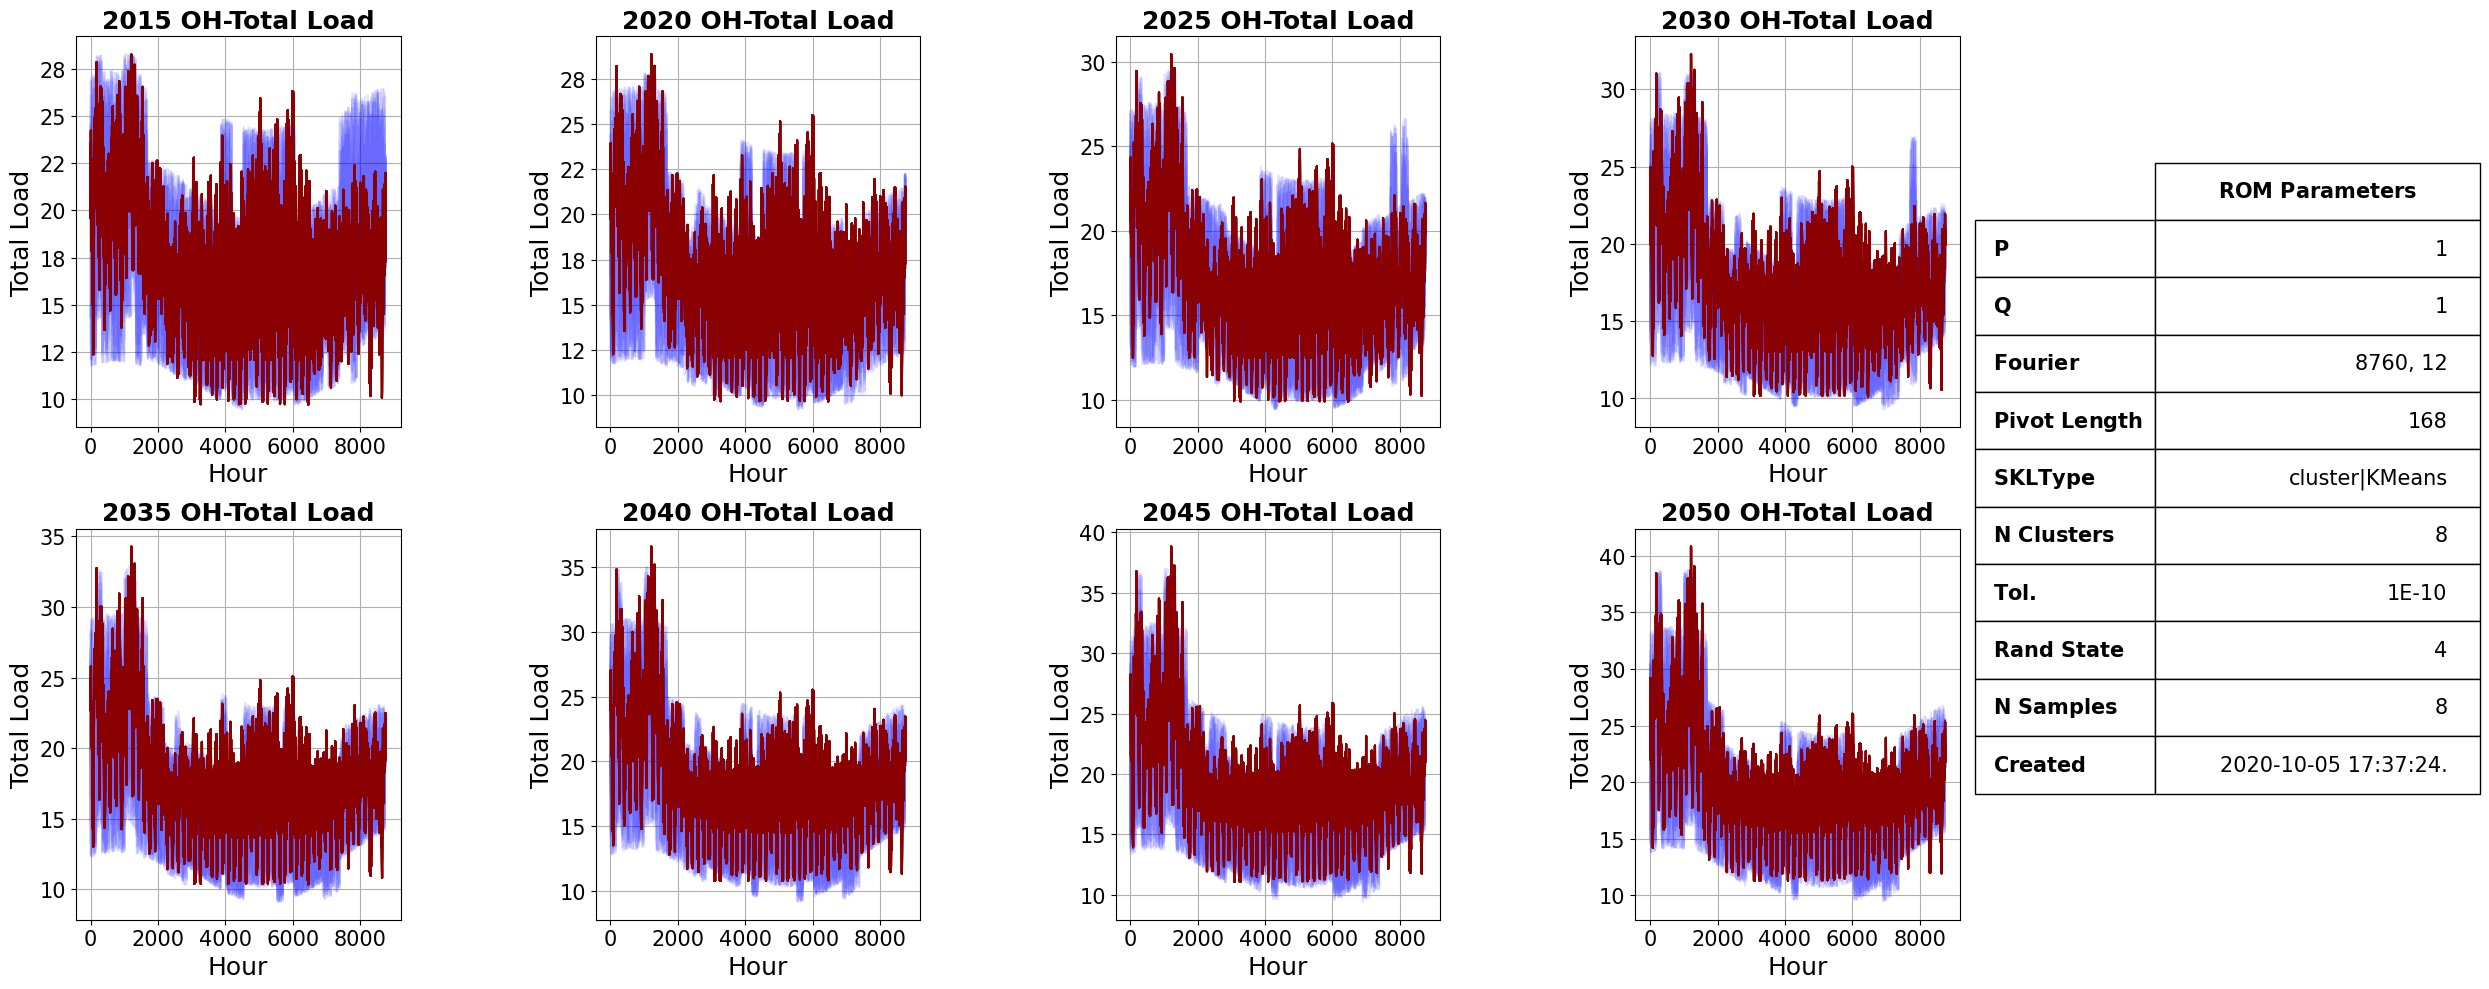 2015 OH-Total Load
2020 OH-Total Load
2025 OH-Total Load
2030 OH-Total Load
Total Load
28
25
22
20
18
15
12
10
0 2000 4000 6000 8000
Hour
Total Load
28
25
22
20
18
15
12
10
0 2000 4000 6000 8000
Hour
Total Load
30
25
20
15
10
0 2000 4000 6000 8000
Hour
Total Load
30
25
20
15
10
0 2000 4000 6000 8000
Hour
2035 OH-Total Load
2040 OH-Total Load
2045 OH-Total Load
2050 OH-Total Load
Total Load
35
30
25
20
15
10
0 2000 4000 6000 8000
Hour
Total Load
35
30
25
20
15
10
0 2000 4000 6000 8000
Hour
Total Load
40
35
30
25
20
15
10
0 2000 4000 6000 8000
Hour
Total Load
40
35
30
25
20
15
10
0 2000 4000 6000 8000
Hour
ROM Parameters
P 1
Q 1
Fourier 8760, 12
Pivot Length 168
SKLType cluster|KMeans
N Clusters 8
Tol. 1E-10
Rand State 4
N Samples 8
Created 2020-10-05 17:37:24.